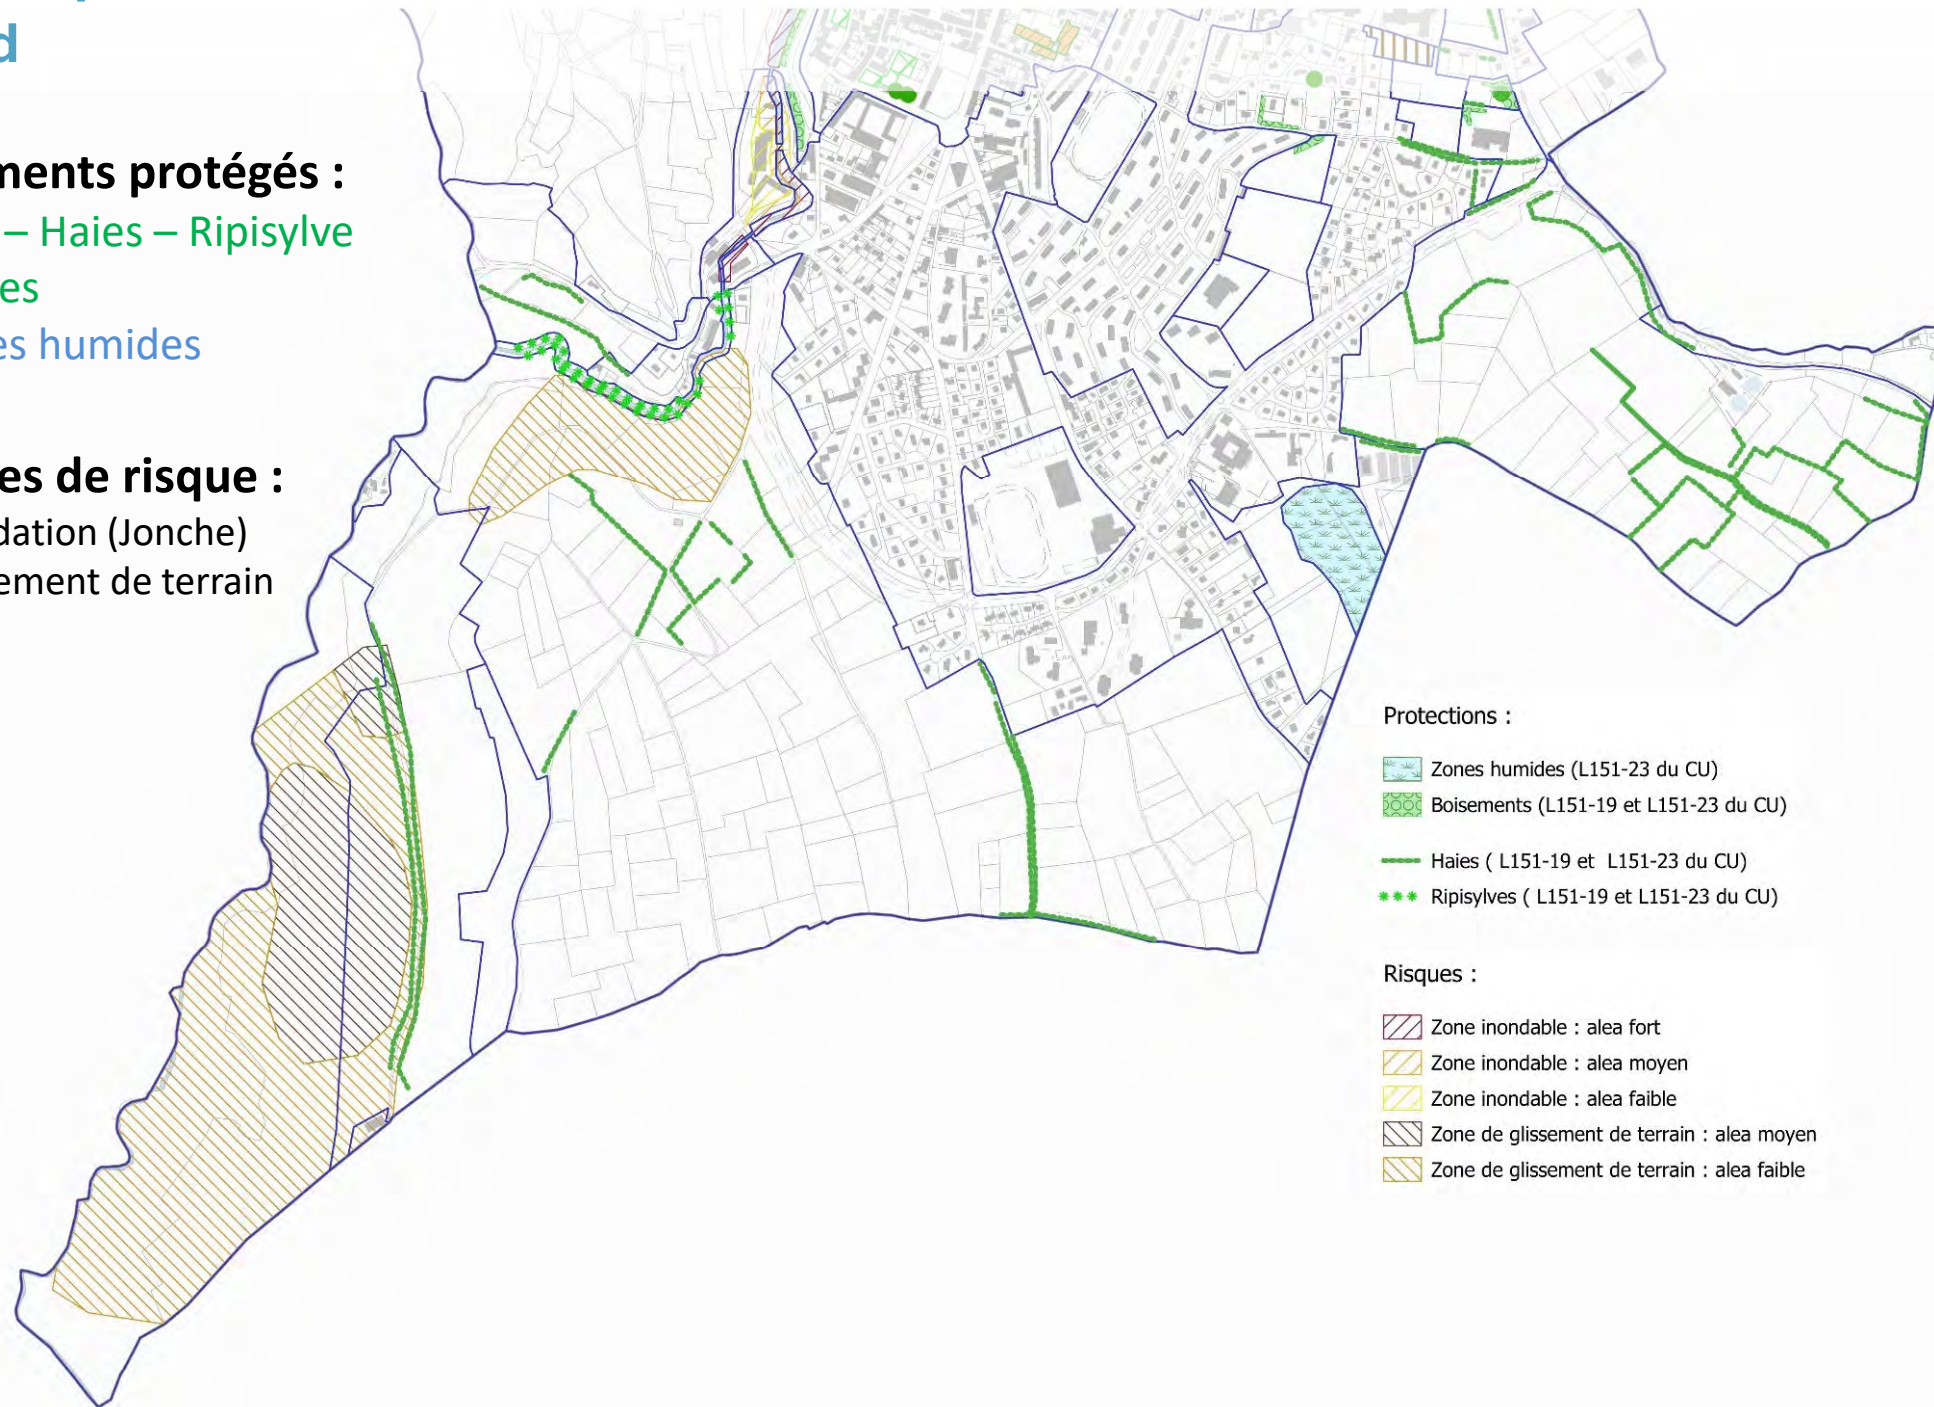 d
ments protégés :
– Haies – Ripisylve
es
es humides
es de risque :
dation (Jonche)
ement de terrain
Protections :
Zones humides (L151-23 du CU)
Boisements (L151-19 et L151-23 du CU)
Haies ( L151-19 et L151-23 du CU)
Ripisylves ( L151-19 et L151-23 du CU)
Risques :
Zone inondable : alea fort
Zone inondable : alea moyen
Zone inondable : alea faible
Zone de glissement de terrain : alea moyen
Zone de glissement de terrain : alea faible